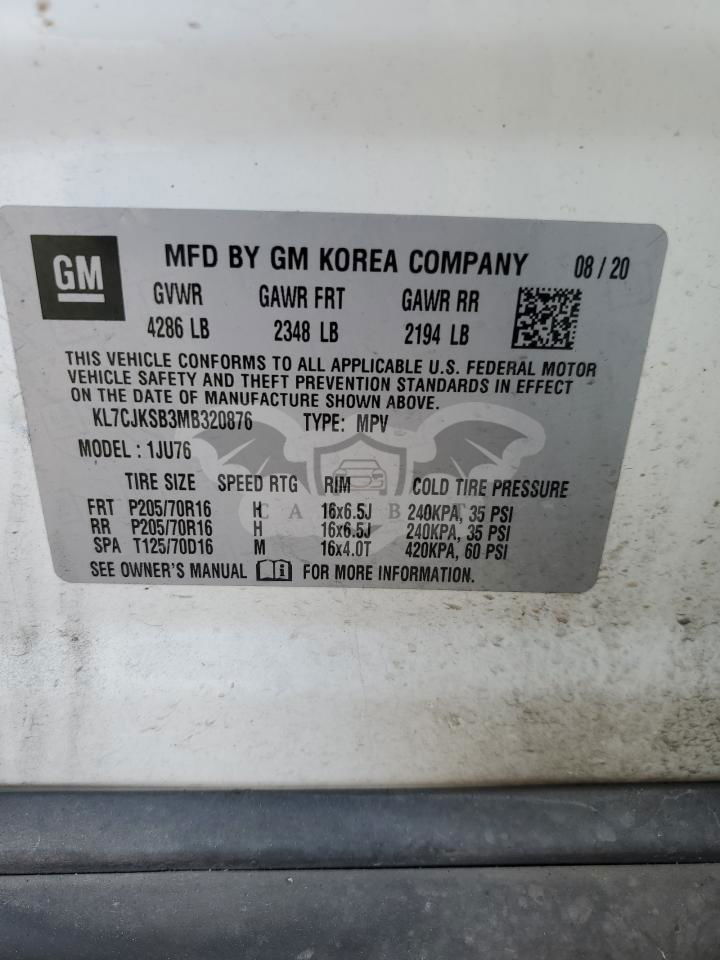 GM
MFD BY GM KOREA COMPANY 08 / 20
GVWR GAWR FRT GAWR RR
4286 LB 2348 LB 2194 LB
THIS VEHICLE CONFORMS TO ALL APPLICABLE U.S. FEDERAL MOTOR
VEHICLE SAFETY AND THEFT PREVENTION STANDARDS IN EFFECT
ON THE DATE OF MANUFACTURE SHOWN ABOVE.
KL7CJKSB3MB320876 TYPE: MPV
MODEL : 1JU76
TIRE SIZE SPEED RTG RIM COLD TIRE PRESSURE
FRT P205/70R16 H 16x6.5J 240KPA, 35 PSI
RR P205/70R16 H 16x6.5J 240KPA, 35 PSI
SPA T125/70D16 M 16x4.0T 420KPA, 60 PSI
SEE OWNER'S MANUAL FOR MORE INFORMATION.